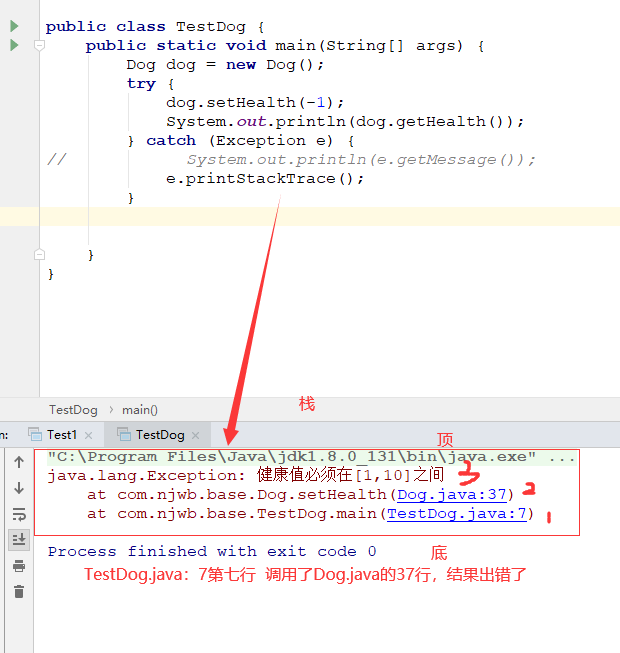 public class TestDog {
public static void main(String[] args) {
Dog dog = new Dog();
try {
dog.setHealth(-1);
System.out.println(dog.getHealth());
} catch (Exception e) {
// System.out.println(e.getMessage());
e.printStackTrace();
}
}
}
栈
TestDog › main()
n: Test1 × TestDog ×
顶
"C:\Program Files\Java\jdk1.8.0_131\bin\java.exe" ...
java.lang.Exception: 健康值必须在[1,10]之间 3
at com.njwb.base.Dog.setHealth(Dog.java:37) 2
at com.njwb.base.TestDog.main(TestDog.java:7) 1
Process finished with exit code 0
底
TestDog.java：7第七行 调用了Dog.java的37行，结果出错了